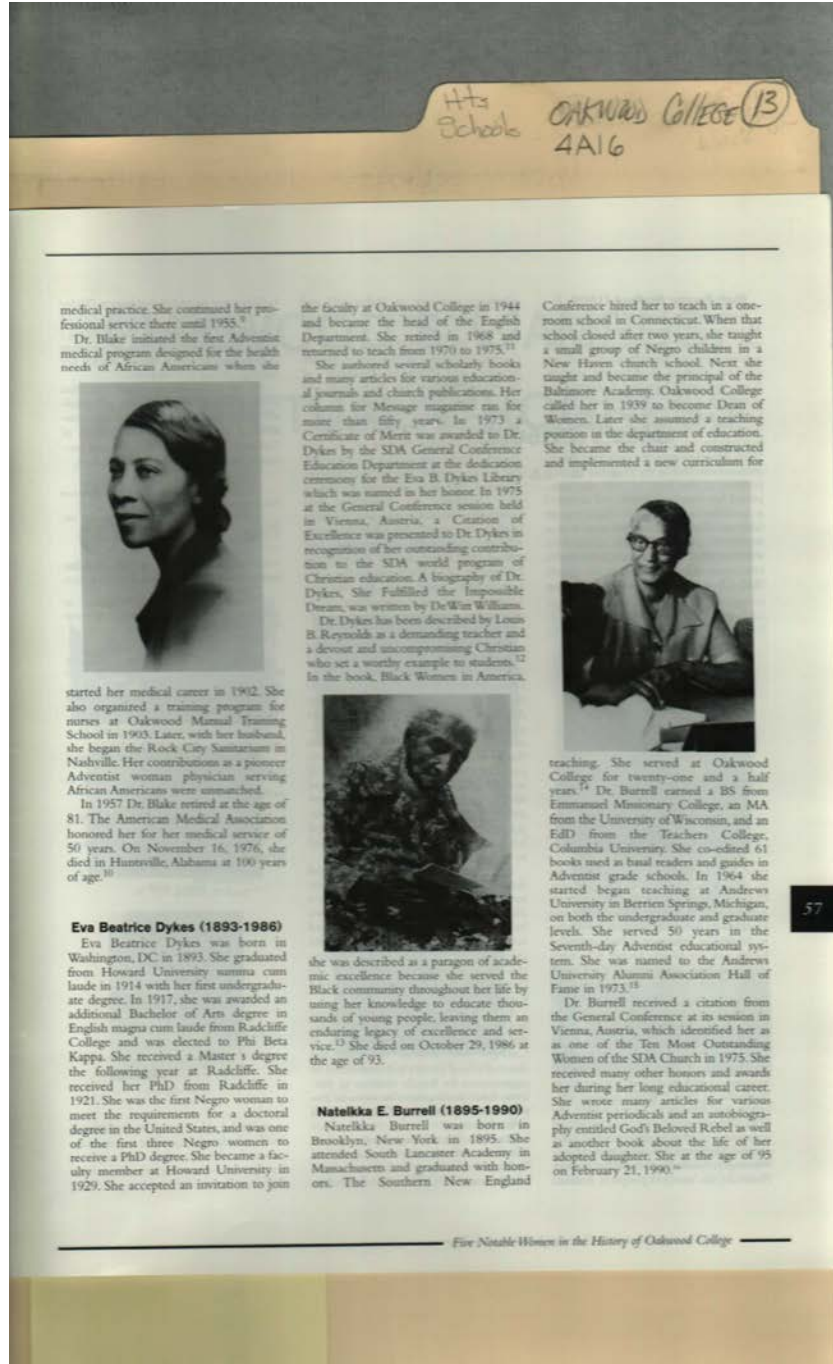 Hts
Schools
OAKWOOD COLLEGE 13
4A16
medical practice. She continued her pro-
fessional service there until 1955.9
Dr. Blake initiated the first Adventist
medical program designed for the health
needs of African Americans when she
started her medical career in 1902. She
also organized a training program for
nurses at Oakwood Manual Training
School in 1903. Later, with her husband,
she began the Rock City Sanitarium in
Nashville. Her contributions as a pioneer
Adventist woman physician serving
African Americans were unmatched.
In 1957 Dr. Blake retired at the age of
81. The American Medical Association
honored her for her medical service of
50 years. On November 16, 1976, she
died in Huntsville, Alabama at 100 years
of age.10
Eva Beatrice Dykes (1893-1986)
Eva Beatrice Dykes was born in
Washington, DC in 1893. She graduated
from Howard University summa cum
laude in 1914 with her first undergradu-
ate degree. In 1917, she was awarded an
additional Bachelor of Arts degree in
English magna cum laude from Radcliffe
College and was elected to Phi Beta
Kappa. She received a Master s degree
the following year at Radcliffe. She
received her PhD from Radcliffe in
1921. She was the first Negro woman to
meet the requirements for a doctoral
degree in the United States, and was one
of the first three Negro women to
receive a PhD degree. She became a fac-
ulty member at Howard University in
1929. She accepted an invitation to join
the faculty at Oakwood College in 1944
and became the head of the English
Department. She retired in 1968 and
returned to teach from 1970 to 1975.11
She authored several scholarly books
and many articles for various education-
al journals and church publications. Her
column for Message magazine ran for
more than fifty years. In 1973 a
Certificate of Merit was awarded to Dr.
Dykes by the SDA General Conference
Education Department at the dedication
ceremony for the Eva B. Dykes Library
which was named in her honor. In 1975
at the General Conference session held
in Vienna, Austria, a Citation of
Excellence was presented to Dr. Dykes in
recognition of her outstanding contribu-
tion to the SDA world program of
Christian education. A biography of Dr.
Dykes, She Fulfilled the Impossible
Dream, was written by DeWitt Williams.
Dr. Dykes has been described by Louis
B. Reynolds as a demanding teacher and
a devout and uncompromising Christian
who set a worthy example to students.12
In the book, Black Women in America,
she was described as a paragon of acade-
mic excellence because she served the
Black community throughout her life by
using her knowledge to educate thou-
sands of young people, leaving them an
enduring legacy of excellence and ser-
vice.13 She died on October 29, 1986 at
the age of 93.
Natelkka E. Burrell (1895-1990)
Natelkka Burrell was born in
Brooklyn, New York in 1895. She
attended South Lancaster Academy in
Massachusetts and graduated with hon-
ors. The Southern New England
Conference hired her to teach in a one-
room school in Connecticut. When that
school closed after two years, she taught
a small group of Negro children in a
New Haven church school. Next she
taught and became the principal of the
Baltimore Academy. Oakwood College
called her in 1939 to become Dean of
Women. Later she assumed a teaching
position in the department of education.
She became the chair and constructed
and implemented a new curriculum for
teaching. She served at Oakwood
College for twenty-one and a half
years.14 Dr. Burrell earned a BS from
Emmanuel Missionary College, an MA
from the University of Wisconsin, and an
EdD from the Teachers College,
Columbia University. She co-edited 61
books used as basal readers and guides in
Adventist grade schools. In 1964 she
started began teaching at Andrews
University in Berrien Springs, Michigan,
on both the undergraduate and graduate
levels. She served 50 years in the
Seventh-day Adventist educational sys-
tem. She was named to the Andrews
University Alumni Association Hall of
Fame in 1973.15
Dr. Burrell received a citation from
the General Conference at its session in
Vienna, Austria, which identified her as
as one of the Ten Most Outstanding
Women of the SDA Church in 1975. She
received many other honors and awards
her during her long educational career.
She wrote many articles for various
Adventist periodicals and an autobiogra-
phy entitled God's Beloved Rebel as well
as another book about the life of her
adopted daughter. She at the age of 95
on February 21, 1990.
57
Five Notable Women in the History of Oakwood College